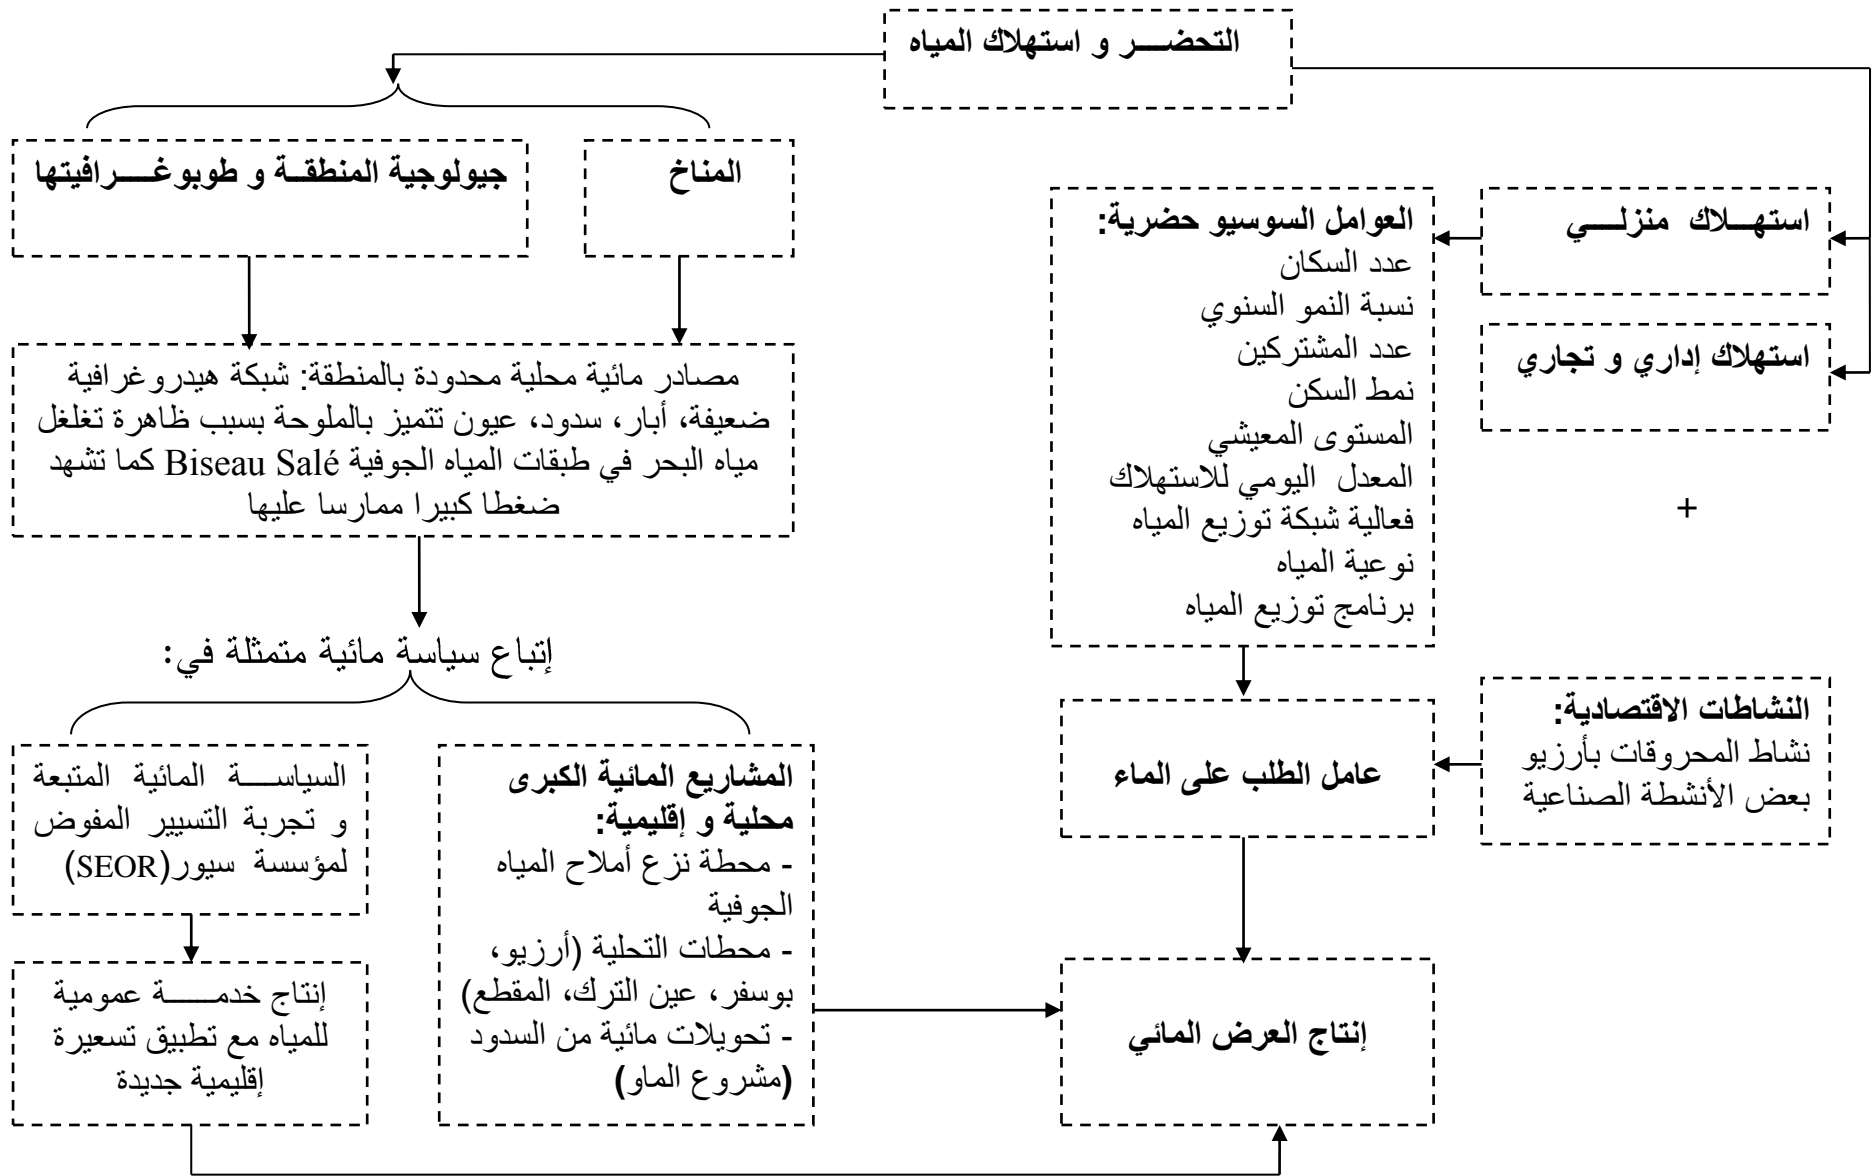 التحضـــر و استهلاك المياه
المناخ
جيولوجية المنطقـة و طوبوغـــرافيتها
استهـــلاك منزلــــي
استهلاك إداري و تجاري
+
العوامل السوسيو حضرية:
عدد السكان
نسبة النمو السنوي
عدد المشتركين
نمط السكن
المستوى المعيشي
المعدل اليومي للاستهلاك
فعالية شبكة توزيع المياه
نوعية المياه
برنامج توزيع المياه
مصادر مائية محلية محدودة بالمنطقة: شبكة هيدروغرافية
ضعيفة، أبار، سدود، عيون تتميز بالملوحة بسبب ظاهرة تغلغل
مياه البحر في طبقات المياه الجوفية Biseau Salé كما تشهد
ضغطا كبيرا ممارسا عليها
إتباع سياسة مائية متمثلة في:
النشاطات الاقتصادية:
نشاط المحروقات بأرزيو
بعض الأنشطة الصناعية
عامل الطلب على الماء
المشاريع المائية الكبرى
محلية و إقليمية:
- محطة نزع أملاح المياه
الجوفية
- محطات التحلية (أرزيو،
بوسفر، عين الترك، المقطع)
- تحويلات مائية من السدود
(مشروع الماو)
السياســـة المائية المتبعة
و تجربة التسيير المفوض
لمؤسسة سيور(SEOR)
إنتاج خدمـــــة عمومية
للمياه مع تطبيق تسعيرة
إقليمية جديدة
إنتاج العرض المائي